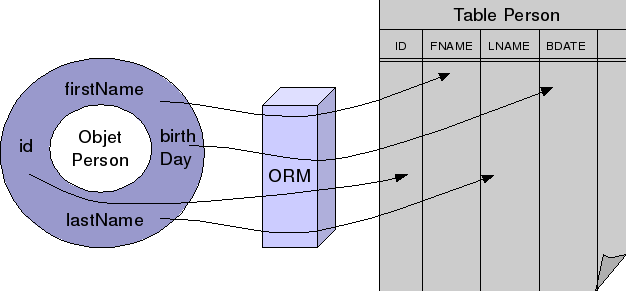 Table Person
ID FNAME LNAME BDATE
firstName
id
Objet
Person
birth
Day
lastName
ORM